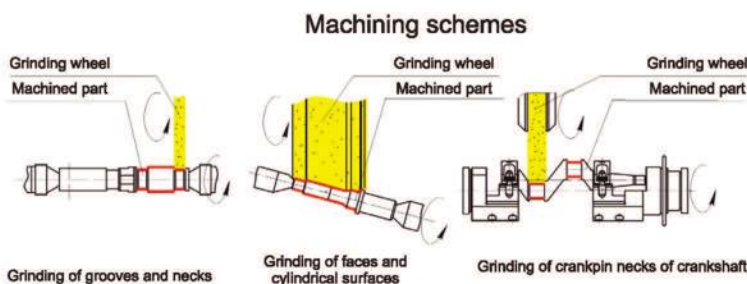 Machining schemes
Grinding wheel
Machined part
Grinding of grooves and necks
Grinding wheel
Machined part
Grinding of faces and
cylindrical surfaces
Grinding wheel
Machined part
Grinding of crankpin necks of crankshaft